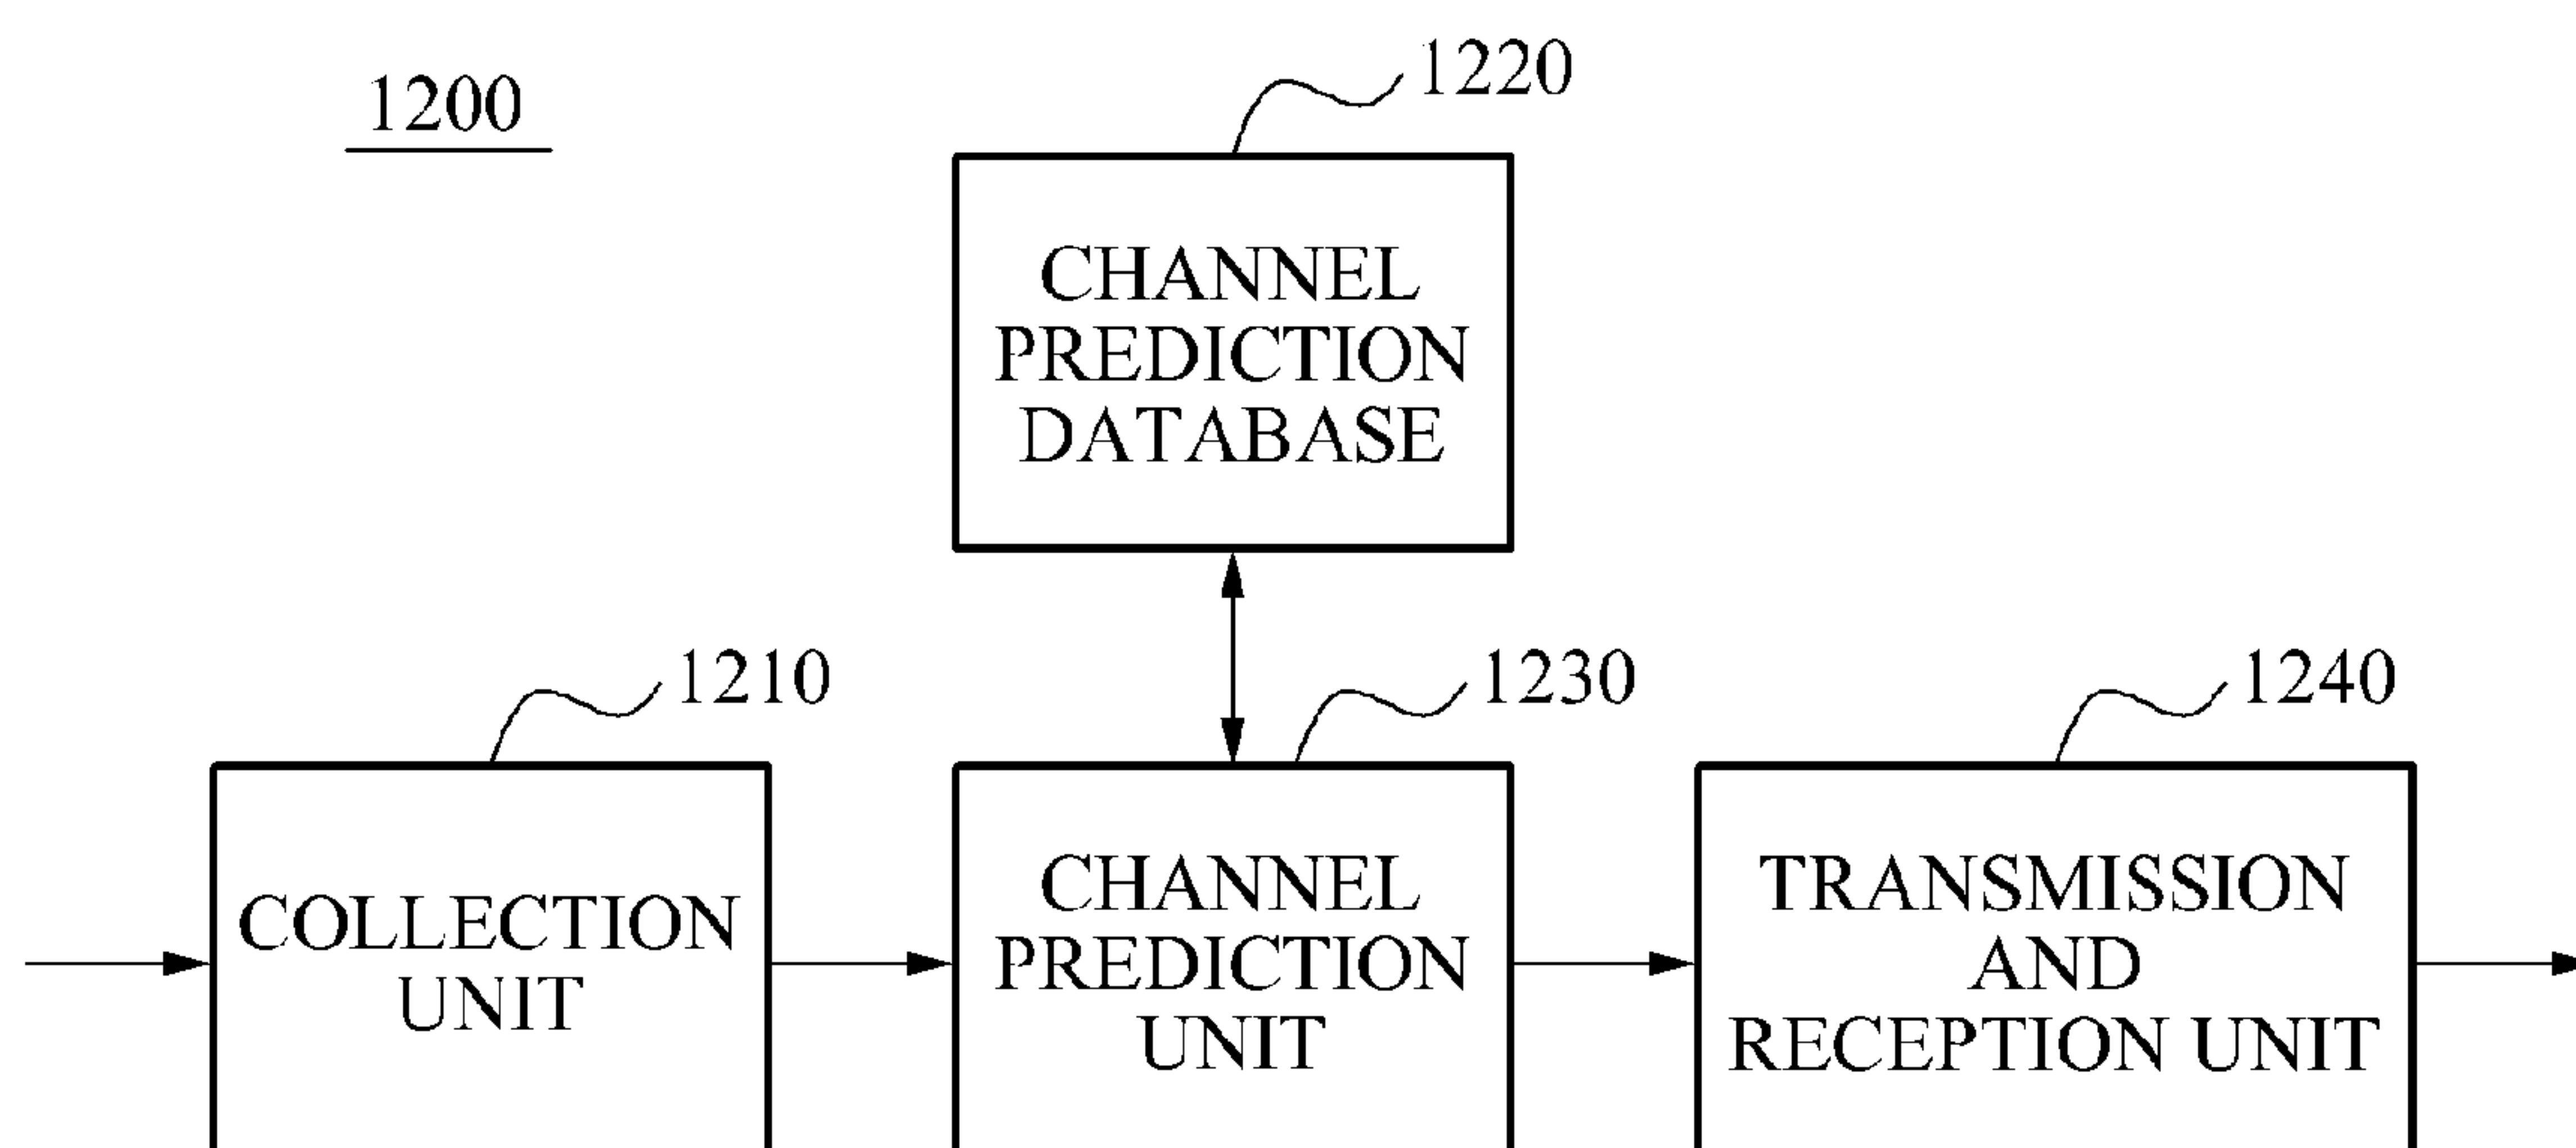 1200
1220
CHANNEL
PREDICTION
DATABASE
1210
1230
1240
COLLECTION
UNIT
CHANNEL
PREDICTION
UNIT
TRANSMISSION
AND
RECEPTION UNIT